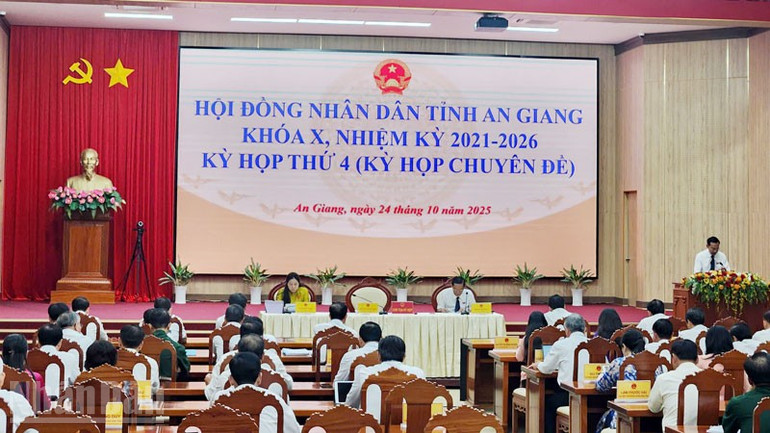 HỘI ĐỒNG NHÂN DÂN TỈNH AN GIANG
KHÓA X, NHIỆM KỲ 2021-2026
KỲ HỌP THỨ 4 (KỲ HỌP CHUYÊN ĐỀ)
An Giang, ngày 24 tháng 10 năm 2025
NhanDan